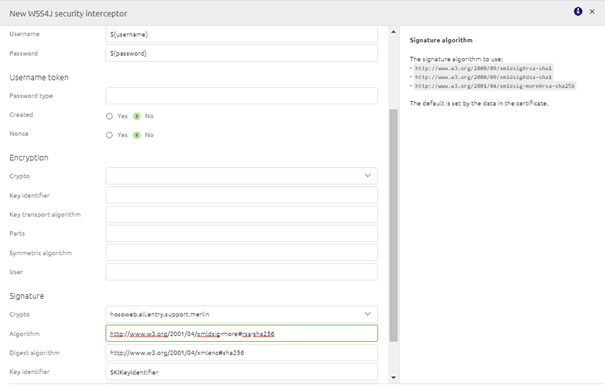 New WSS4J security interceptor
Username
${username}
Password
${password}
Username token
Password type
Created
Yes
No
Nonce
Yes
No
Encryption
Crypto
Key identifier
Key transport algorithm
Parts
Symmetric algorithm
User
Signature
Crypto
hosoweb.all.entry.support.merlin
Algorithm
http://www.w3.org/2001/04/xmldsig-more#rsa-sha256
Digest algorithm
http://www.w3.org/2001/04/xmlenc#sha256
Key identifier
SKIKeyIdentifier
Signature algorithm
The signature algorithm to use:
- http://www.w3.org/2000/09/xmldsig#rsa-sha1
- http://www.w3.org/2000/09/xmldsig#dsa-sha1
- http://www.w3.org/2001/04/xmldsig-more#rsa-sha256
The default is set by the data in the certificate.